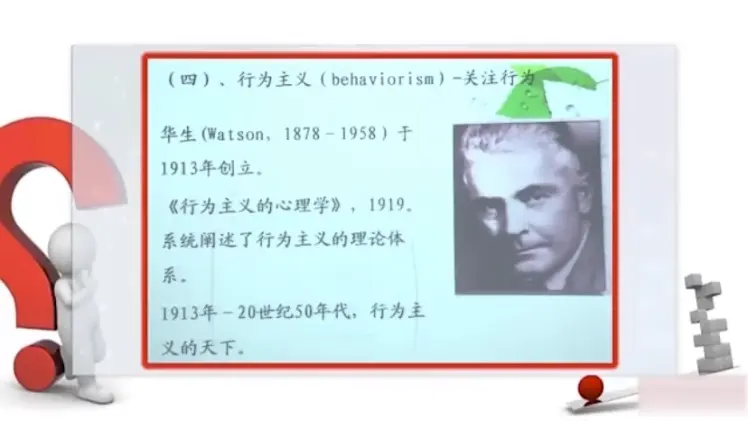 （四）、行为主义（behaviorism）-关注行为
华生(Watson，1878–1958）于
1913年创立。
《行为主义的心理学》，1919。
系统阐述了行为主义的理论体
系。
1913年–20世纪50年代，行为主
义的天下。